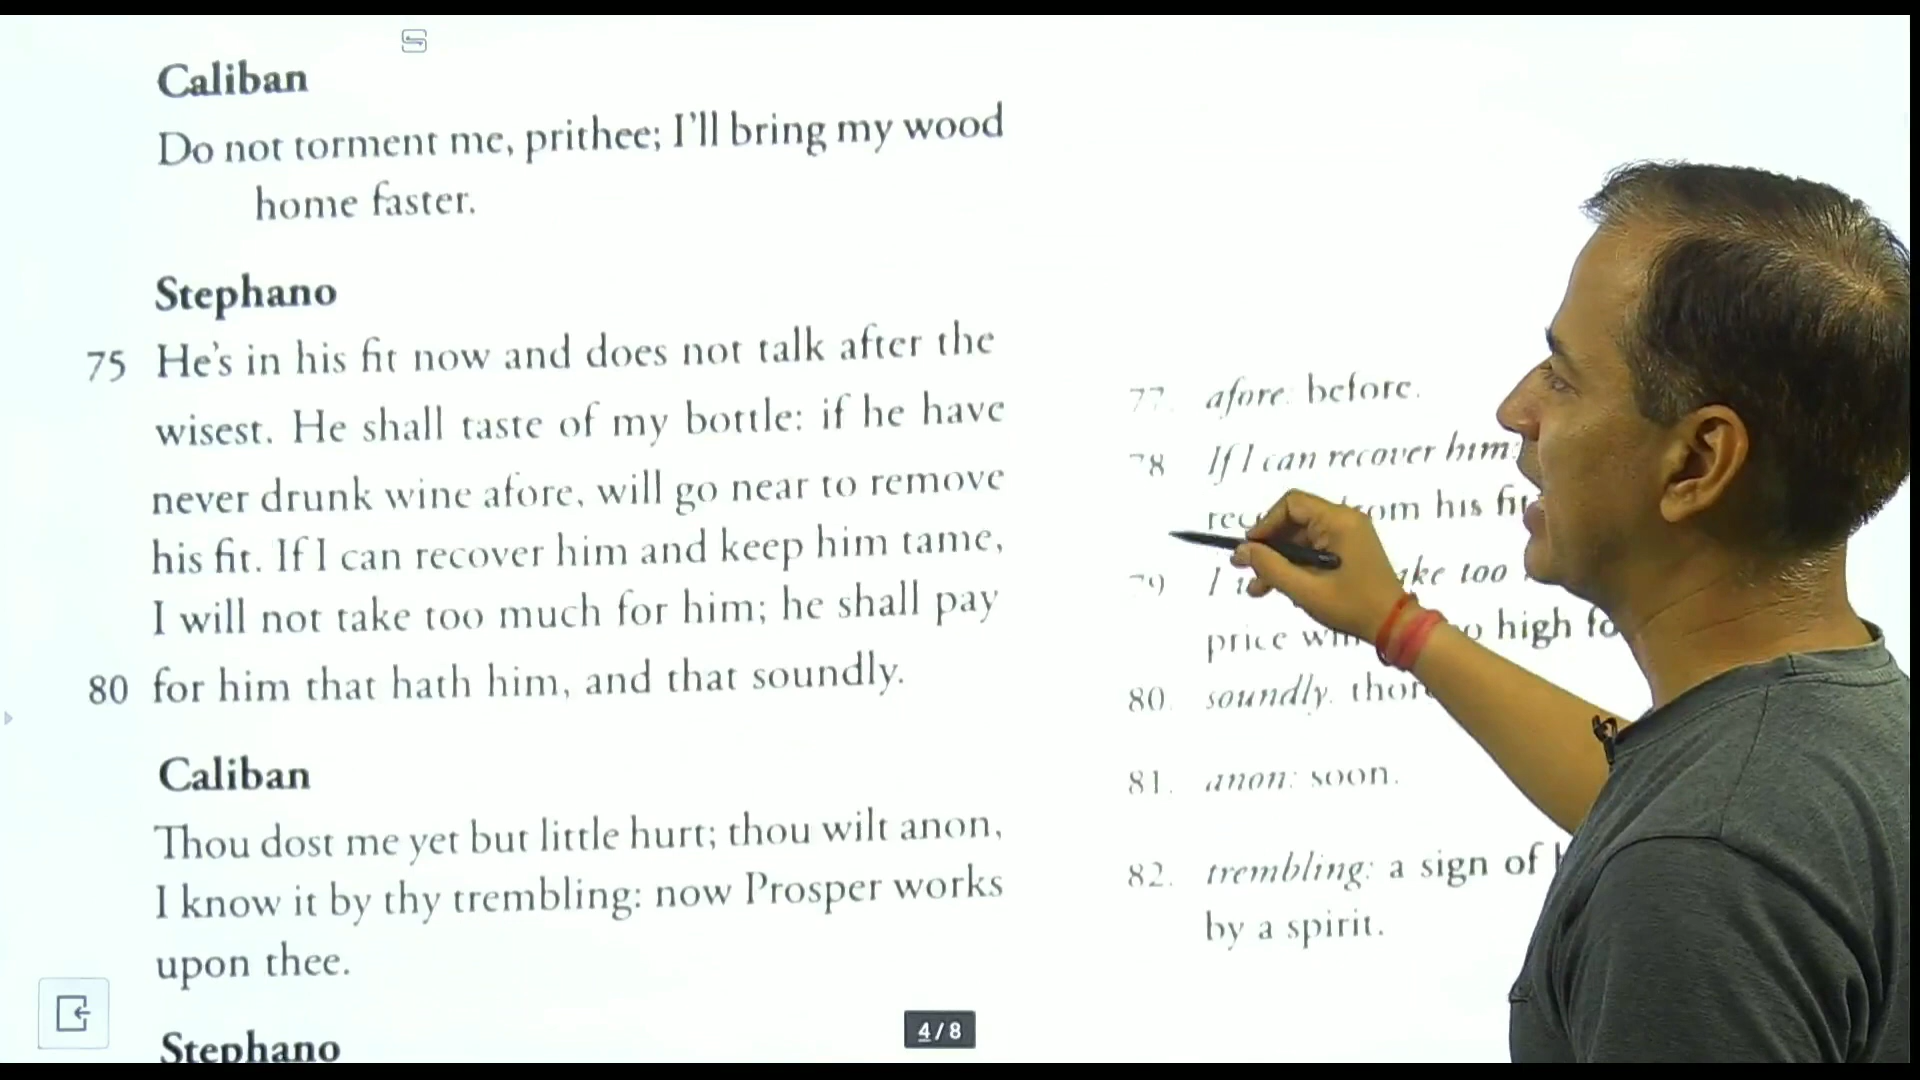 Caliban
Do not torment me, prithee; I'll bring my wood
home faster.
Stephano
75 He's in his fit now and does not talk after the
wisest. He shall taste of my bottle: if he have
never drunk wine afore, will go near to remove
his fit. If I can recover him and keep him tame,
I will not take too much for him; he shall pay
80 for him that hath him, and that soundly.
Caliban
Thou dost me yet but little hurt; thou wilt anon,
I know it by thy trembling: now Prosper works
upon thee.
Stephano
77. afore: before.
78 If I can recover him:
his fit
79 I take too
price high
80. soundly:
81. anon: soon.
82. trembling: a sign of
by a spirit.
4/8